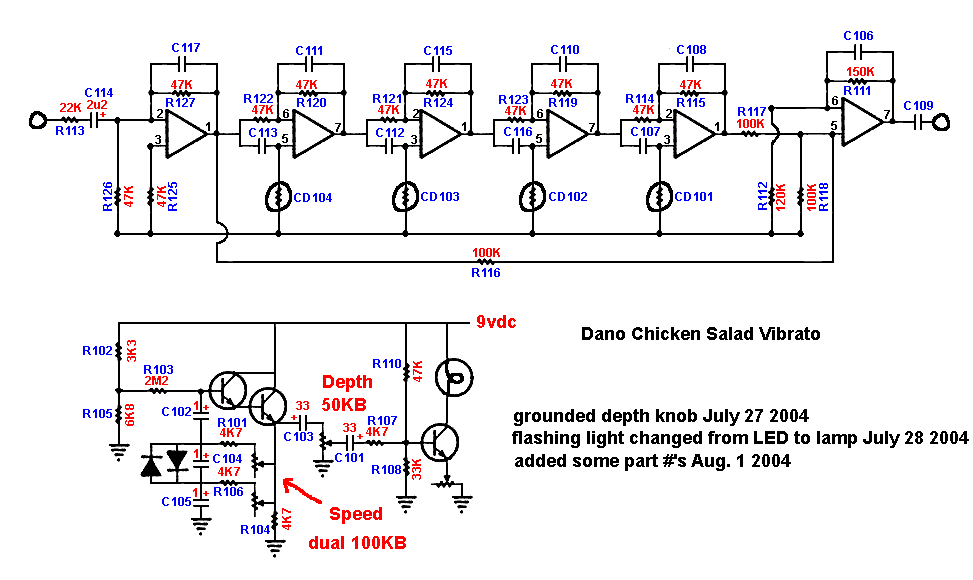 C117 C111 C115 C110 C108 C106
47K 47K 47K 47K 47K 150K
R127 R120 R124 R119 R115 R111
C114 22K 2u2 + R113
R122 47K R121 47K R123 47K R114 47K
C113 C112 C116 C107
2 3 1 6 5 7 2 3 1 6 5 7 2 3 1 6 5 7
R117 100K C109
R126 47K 47K R125
CD104 CD103 CD102 CD101
R112 120K 100K R118
100K
R116
9vdc
Dano Chicken Salad Vibrato
R102 3K3
R103
2M2
R105 6K8
C102 1 +
R101
4K7
C104 1 +
4K7
R106
C105 1 +
R104 4K7
Depth
50KB
33 + C103
33 + C101
R107
4K7
R110 47K
R108 33K
Speed
dual 100KB
grounded depth knob July 27 2004
flashing light changed from LED to lamp July 28 2004
added some part #'s Aug. 1 2004